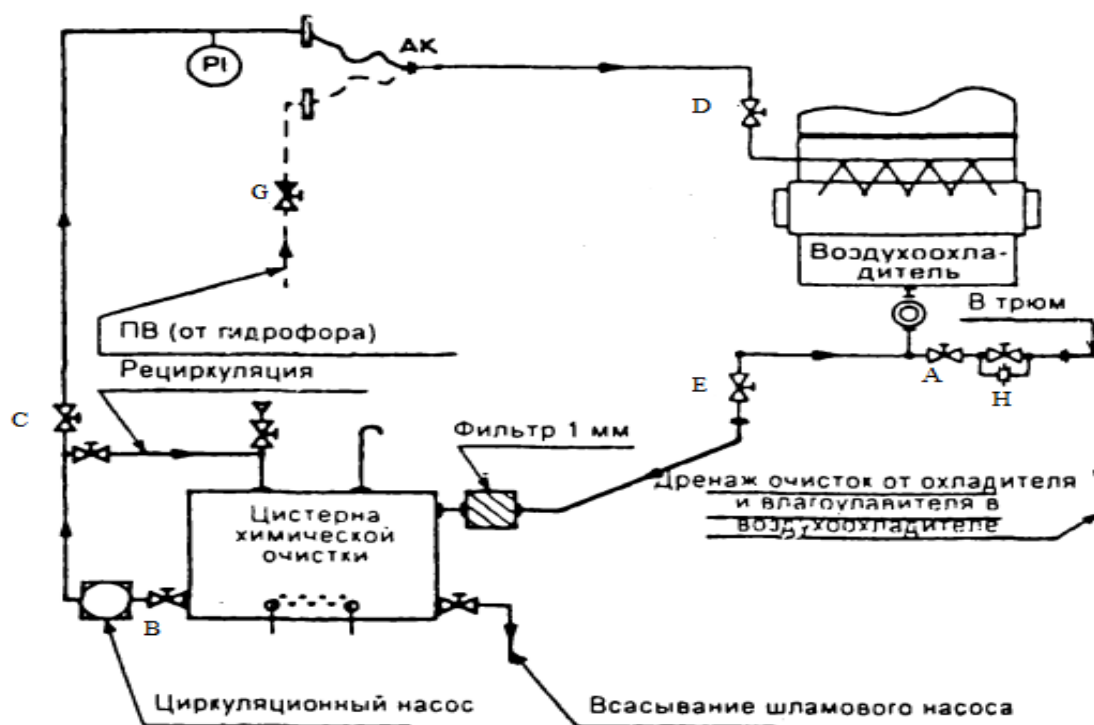 PI
АК
D
G
Воздухоохла-
дитель
В трюм
ПВ (от гидрофора)
Рециркуляция
E
A
H
C
Фильтр 1 мм
Дренаж очисток от охладителя
и влагоулавителя в
воздухоохладителе
Цистерна
химической
очистки
B
Циркуляционный насос
Всасывание шламового насоса